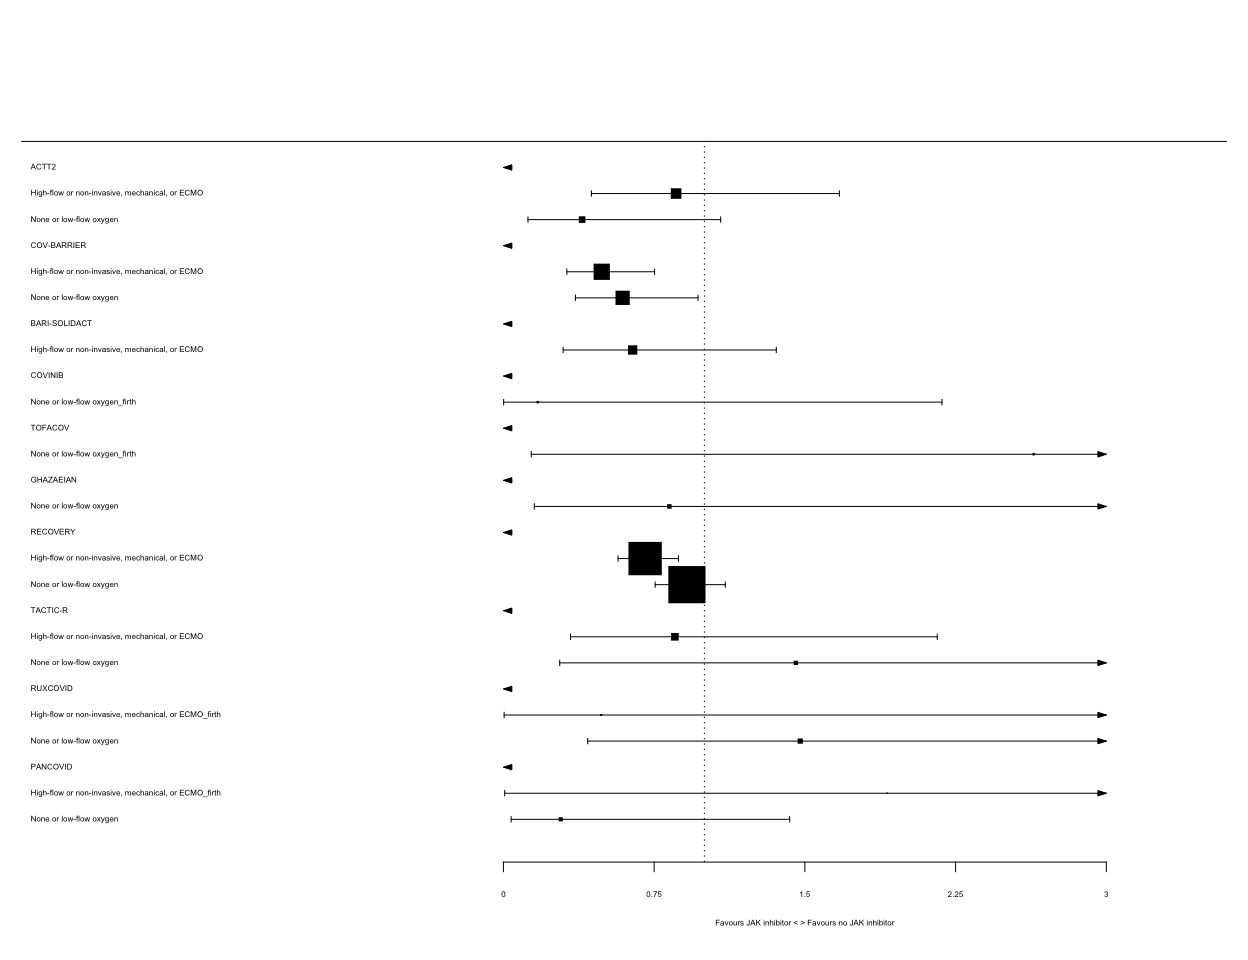 ACTT2
High-flow or non-invasive, mechanical, or ECMO
None or low-flow oxygen
COV-BARRIER
High-flow or non-invasive, mechanical, or ECMO
None or low-flow oxygen
BARI-SOLIDACT
High-flow or non-invasive, mechanical, or ECMO
COVINIB
None or low-flow oxygen_firth
TOFACOV
None or low-flow oxygen_firth
GHAZAEIAN
None or low-flow oxygen
RECOVERY
High-flow or non-invasive, mechanical, or ECMO
None or low-flow oxygen
TACTIC-R
High-flow or non-invasive, mechanical, or ECMO
None or low-flow oxygen
RUXCOVID
High-flow or non-invasive, mechanical, or ECMO_firth
None or low-flow oxygen
PANCOVID
High-flow or non-invasive, mechanical, or ECMO_firth
None or low-flow oxygen
0 0.75 1.5 2.25 3
Favours JAK inhibitor < > Favours no JAK inhibitor